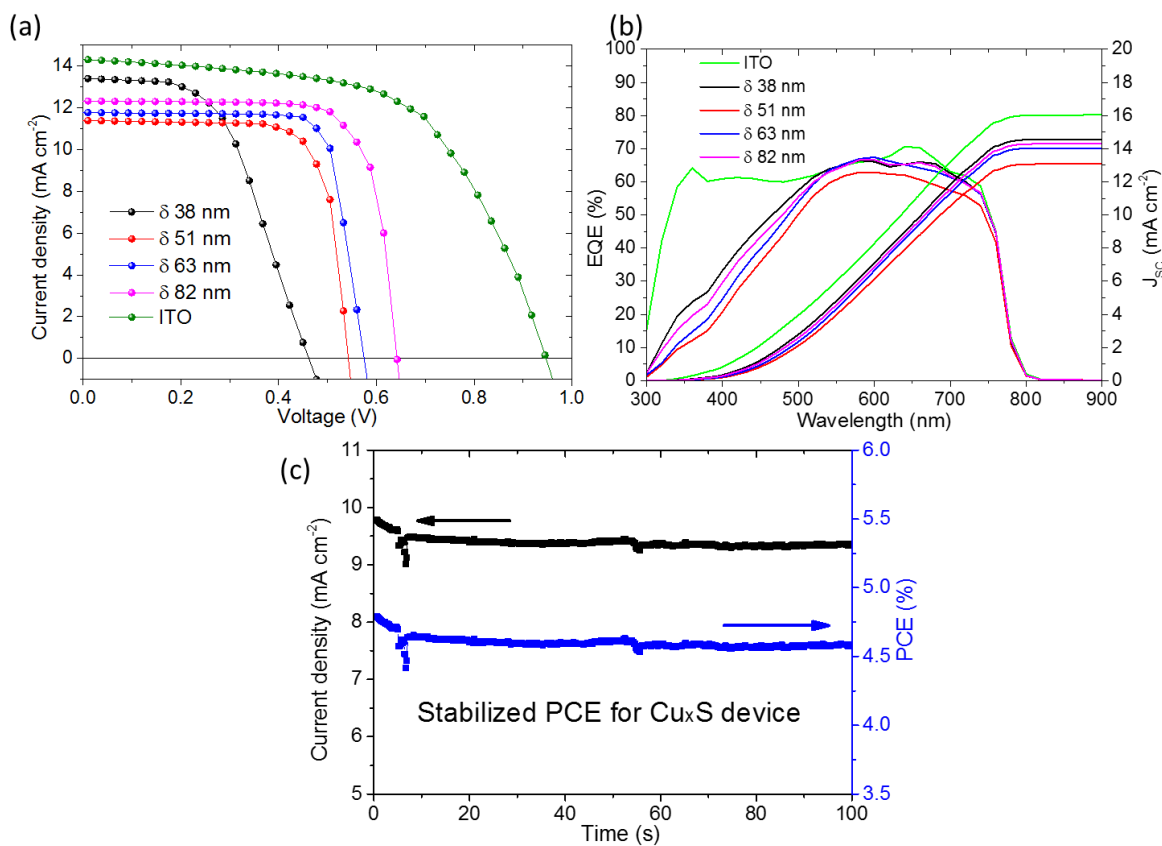 (a)
14
12
10
8
6
4
2
0
Current density (mA cm-2)
δ 38 nm
δ 51 nm
δ 63 nm
δ 82 nm
ITO
0.0 0.2 0.4 0.6 0.8 1.0
Voltage (V)
(b)
100
90
80
70
60
50
40
30
20
10
0
EQE (%)
ITO
δ 38 nm
δ 51 nm
δ 63 nm
δ 82 nm
20
18
16
14
12
10
8
6
4
2
0
JSC (mA cm-2)
300 400 500 600 700 800 900
Wavelength (nm)
(c)
11
10
9
8
7
6
5
Current density (mA cm-2)
Stabilized PCE for CuxS device
6.0
5.5
5.0
4.5
4.0
3.5
PCE (%)
0 20 40 60 80 100
Time (s)